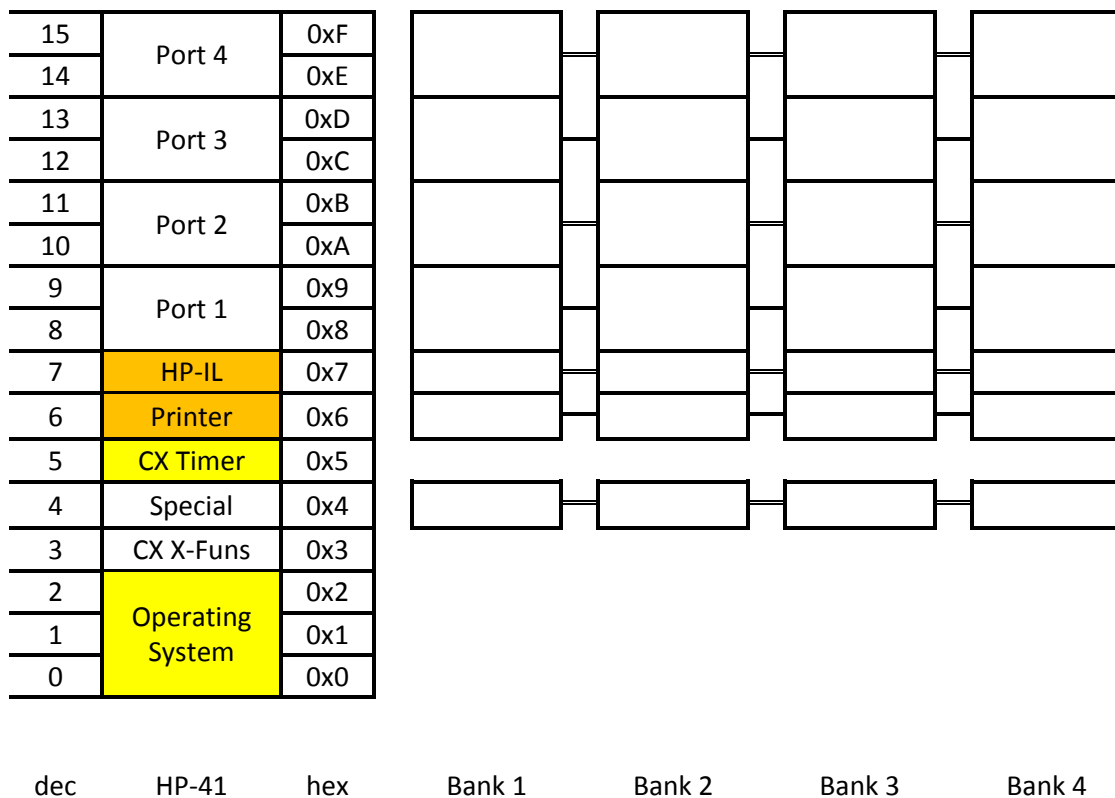 15 Port 4 0xF
14 0xE
13 Port 3 0xD
12 0xC
11 Port 2 0xB
10 0xA
9 Port 1 0x9
8 0x8
7 HP-IL 0x7
6 Printer 0x6
5 CX Timer 0x5
4 Special 0x4
3 CX X-Funs 0x3
2 Operating 0x2
1 System 0x1
0 0x0
dec HP-41 hex Bank 1 Bank 2 Bank 3 Bank 4